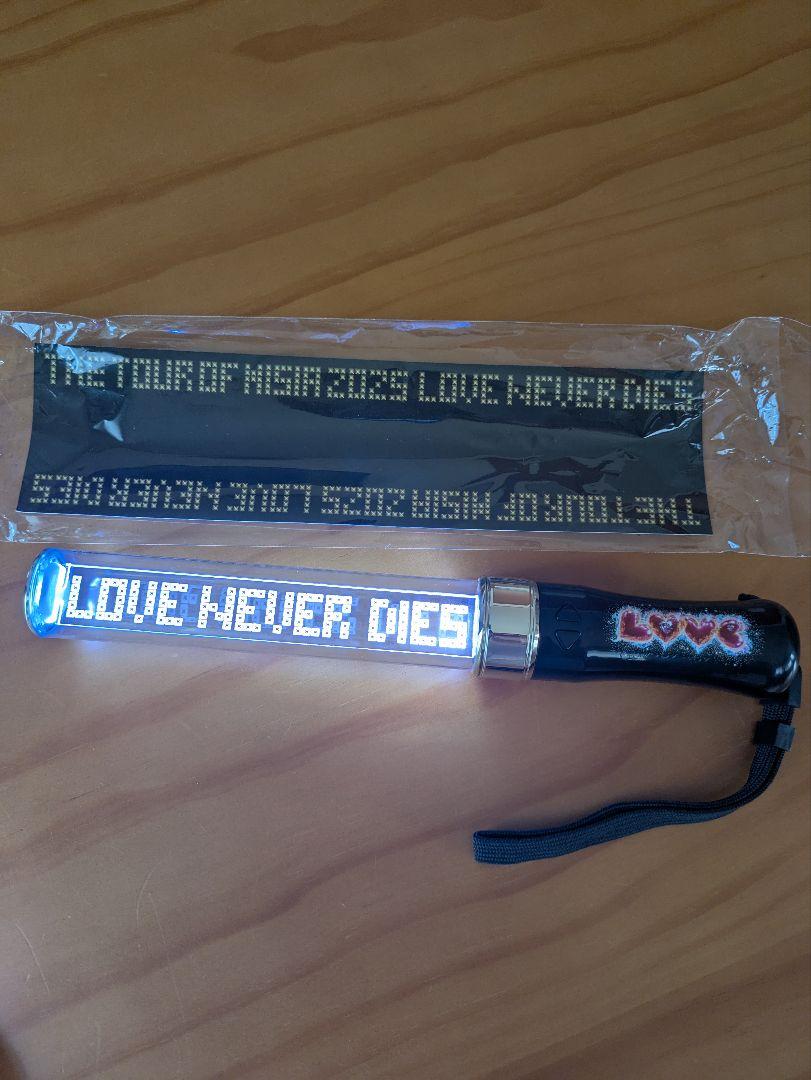 THE TOUR OF MISIA 2025 LOVE NEVER DIES
THE TOUR OF MISIA 2025 LOVE NEVER DIES
LOVE NEVER DIES
LOVE